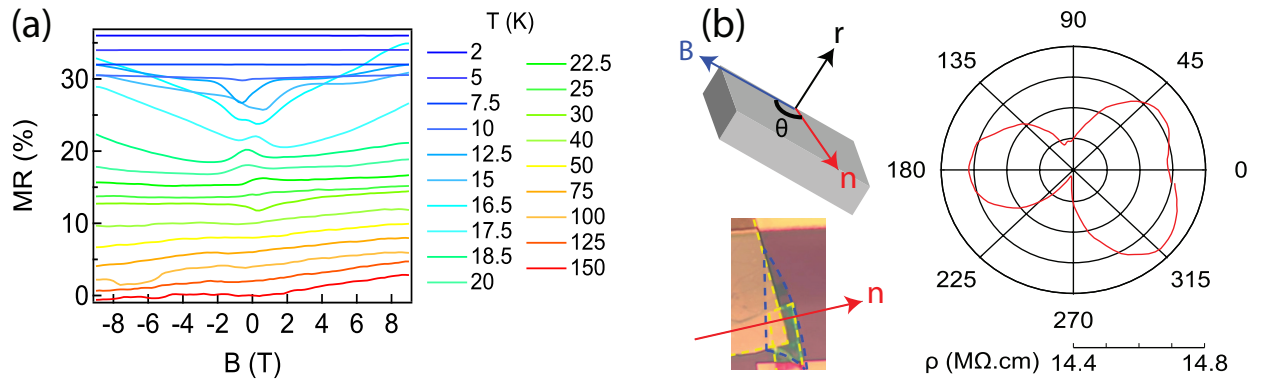 (a)
T (K)
2
5
7.5
10
12.5
15
16.5
17.5
18.5
20
22.5
25
30
40
50
75
100
125
150
MR (%)
30
20
10
0
-8 -6 -4 -2 0 2 4 6 8
B (T)
(b)
B
r
θ
n
n
90
135 45
180 0
225 315
270
ρ (MΩ.cm) 14.4 14.8